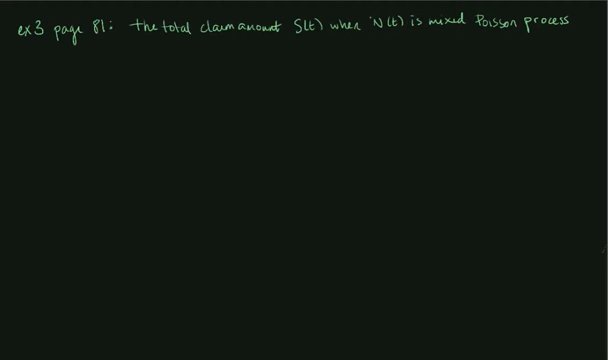 ex 3 page 81: the total claim amount S(t) when N(t) is mixed Poisson process